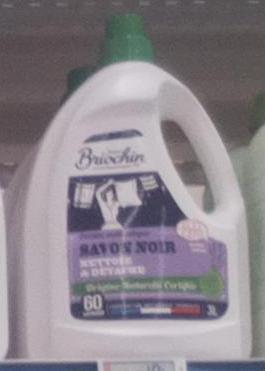 Briochin
SAVON NOIR
NETTOIE
& DÉTACHE
Origine Naturelle Certifiée
60
3L